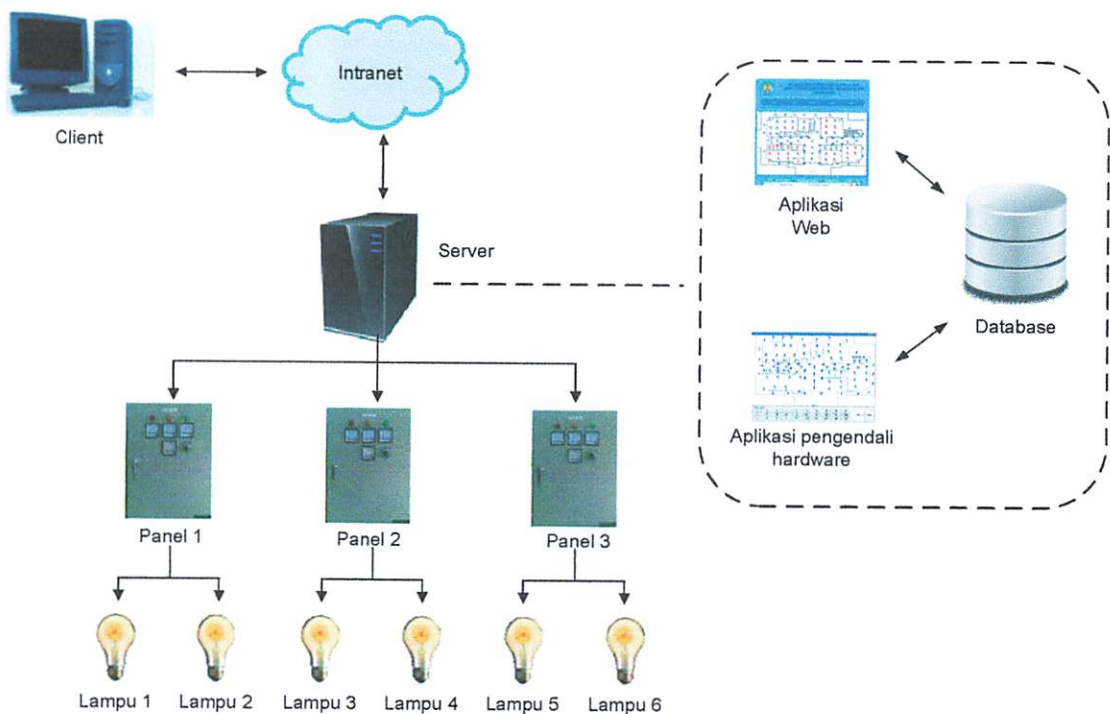 Intranet
Client
Server
Aplikasi
Web
Database
Aplikasi pengendali
hardware
Panel 1
Panel 2
Panel 3
Lampu 1
Lampu 2
Lampu 3
Lampu 4
Lampu 5
Lampu 6